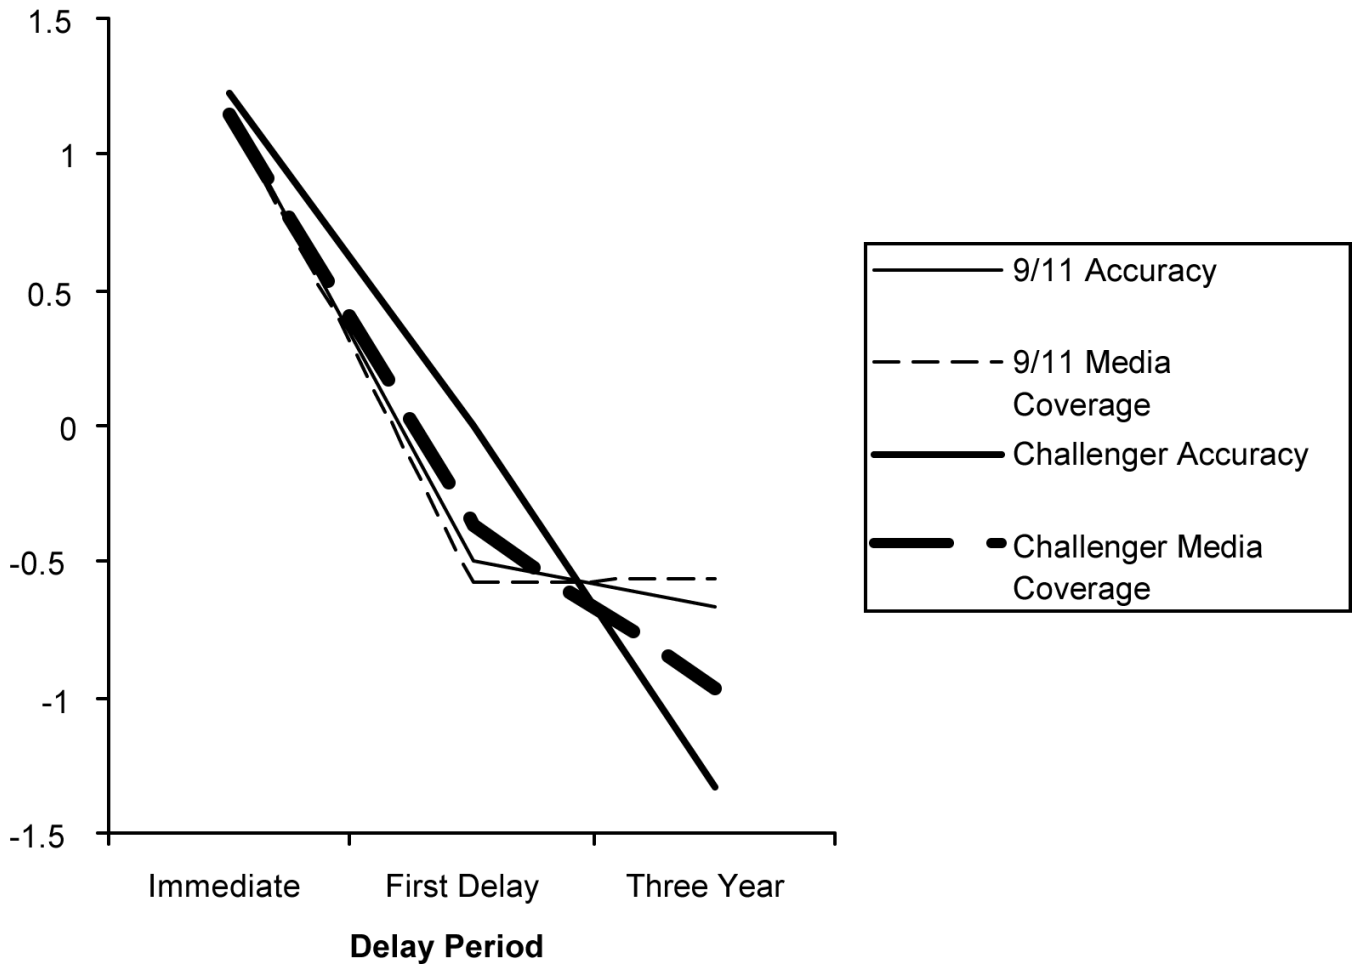 1.5
1
0.5
0
-0.5
-1
-1.5
Immediate
First Delay
Three Year
Delay Period
9/11 Accuracy
9/11 Media
Coverage
Challenger Accuracy
Challenger Media
Coverage